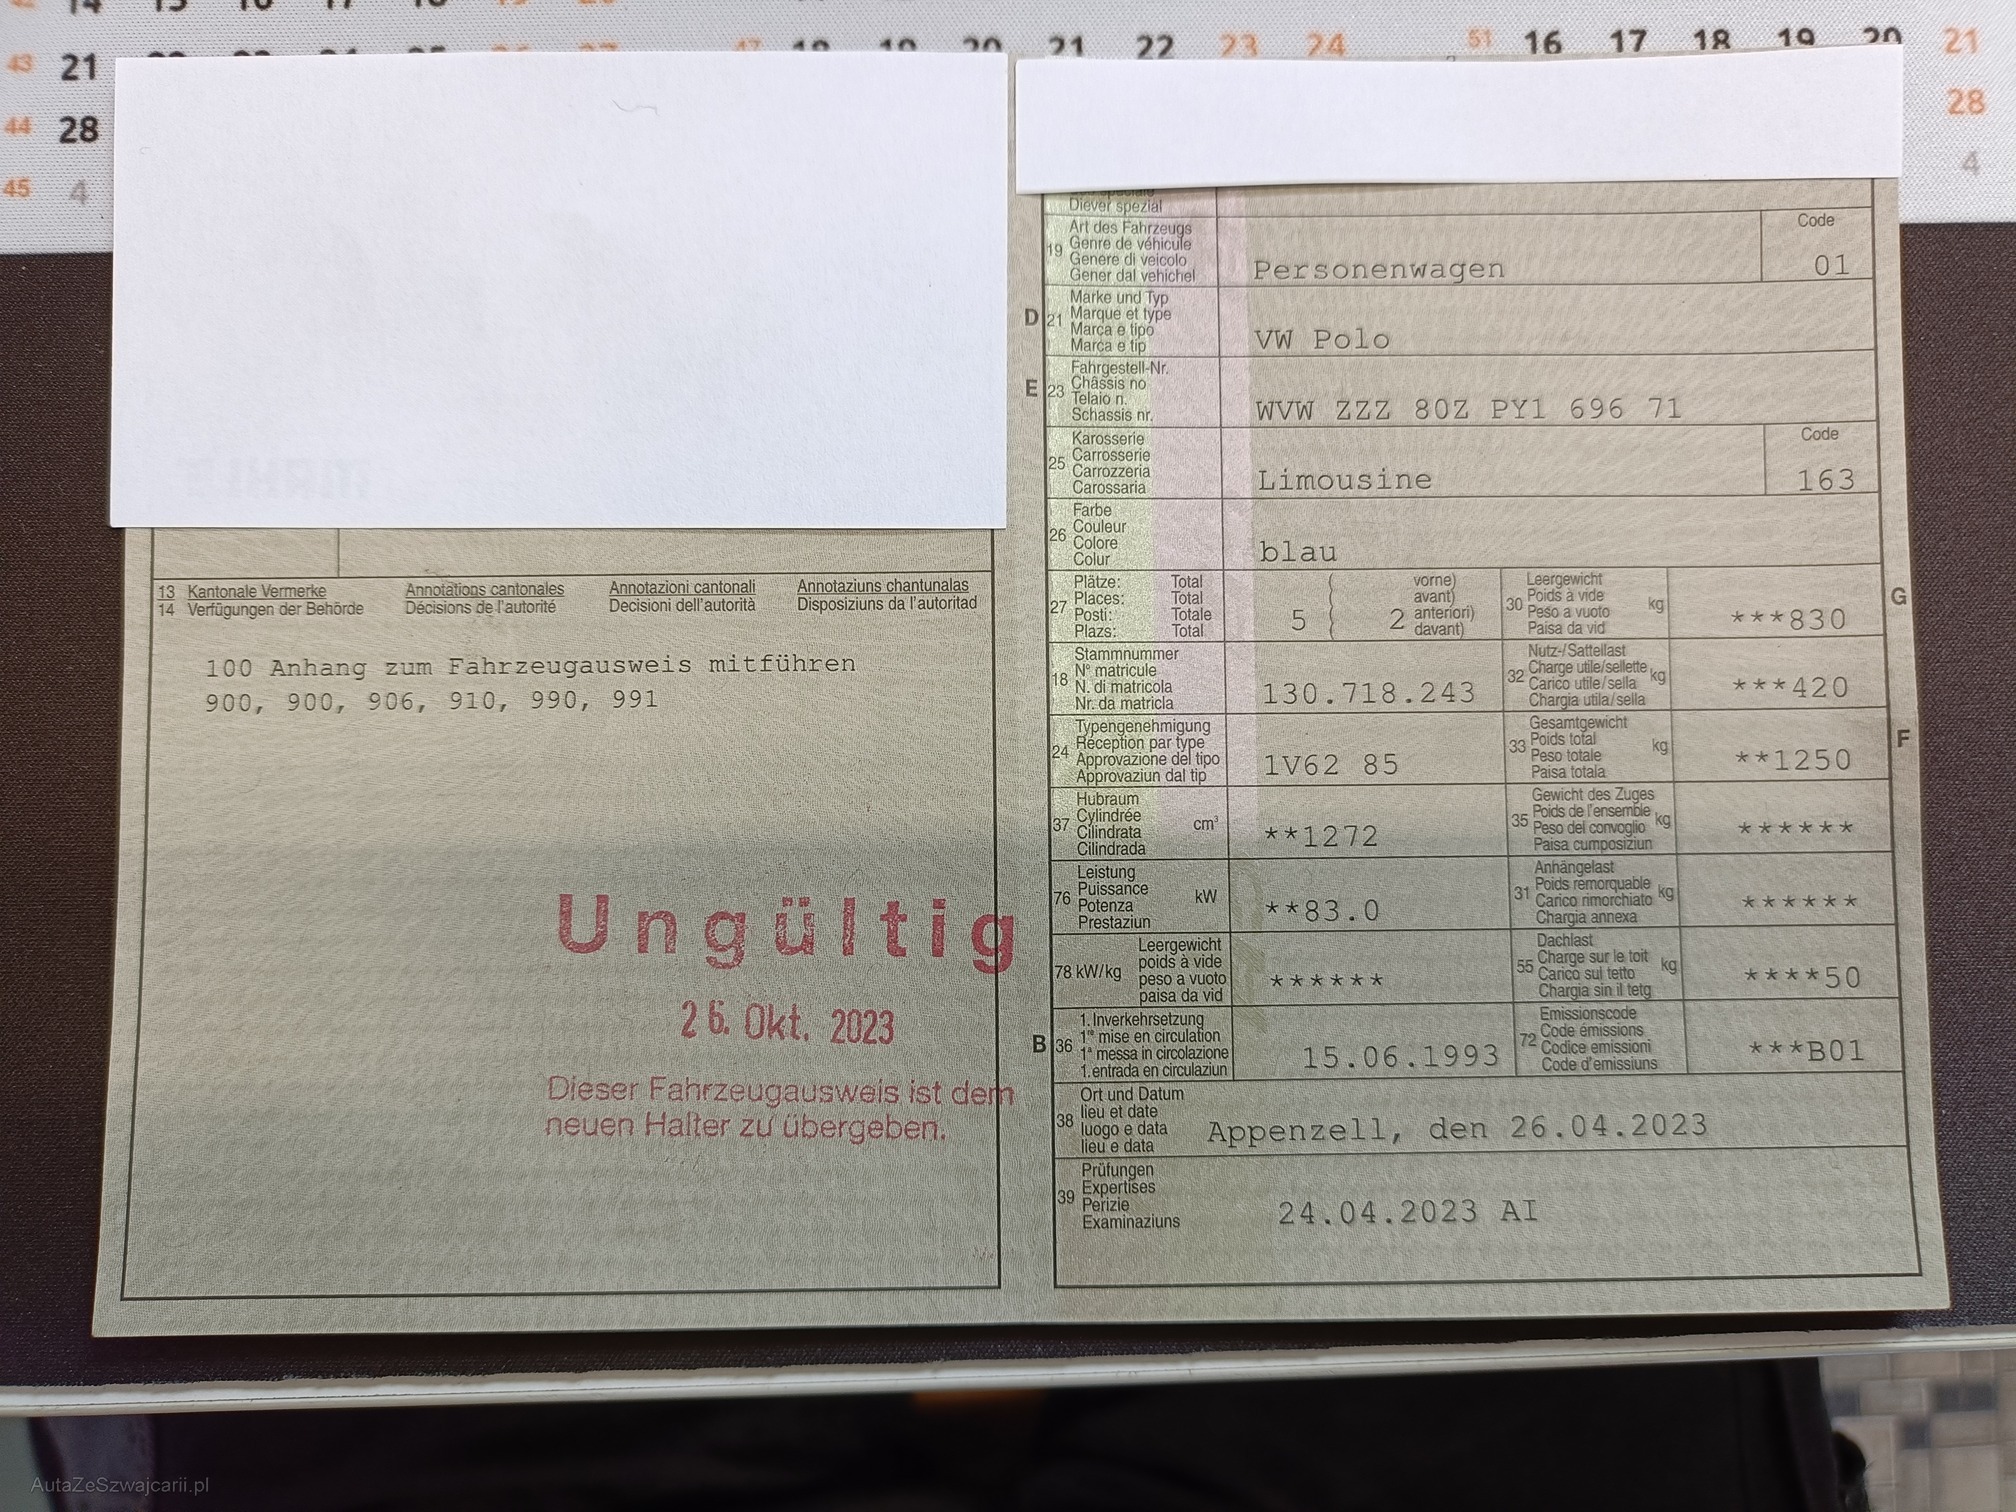 43 21 21 22 23 24 51 16 17 18 19 20 21
44 28 28
45 4 4
Diever spezial
19 Art des Fahrzeugs
Genre de véhicule
Genere di veicolo
Gener dal vehichel
Personenwagen
Code
01
D 21 Marke und Typ
Marque et type
Marca e tipo
Marca e tip
VW Polo
E 23 Fahrgestell-Nr.
Châssis no
Telaio n.
Schassis nr.
WVW ZZZ 80Z PY1 696 71
25 Karosserie
Carrosserie
Carrozzeria
Carossaria
Limousine
Code
163
26 Farbe
Couleur
Colore
Colur
blau
13 Kantonale Vermerke Annotations cantonales Annotazioni cantonali Annotaziuns chantunalas
14 Verfügungen der Behörde Décisions de l'autorité Decisioni dell'autorità Disposiziuns da l'autoritad
100 Anhang zum Fahrzeugausweis mitführen
900, 900, 906, 910, 990, 991
Ungültig
26. Okt. 2023
Dieser Fahrzeugausweis ist dem
neuen Halter zu übergeben.
27 Plätze: Total
Places: Total
Posti: Totale
Plazs: Total
5 ( 2 vorne)
avant)
anteriori)
davant)
30 Leergewicht
Poids à vide
Peso a vuoto
Paisa da vid
kg
***830
G
18 Stammnummer
N° matricule
N. di matricola
Nr. da matricla
130.718.243
32 Nutz-/Sattellast
Charge utile/sellette
Carico utile/sella
Chargia utila/sella
kg
***420
24 Typengenehmigung
Réception par type
Approvazione del tipo
Approvaziun dal tip
1V62 85
33 Gesamtgewicht
Poids total
Peso totale
Paisa totala
kg
**1250
F
37 Hubraum
Cylindrée
Cilindrata
Cilindrada
cm³
**1272
35 Gewicht des Zuges
Poids de l'ensemble
Peso del convoglio
Paisa cumposiziun
kg
******
76 Leistung
Puissance
Potenza
Prestaziun
kW
**83.0
31 Anhängelast
Poids remorquable
Carico rimorchiato
Chargia annexa
kg
******
78 kW/kg
Leergewicht
poids à vide
peso a vuoto
paisa da vid
******
55 Dachlast
Charge sur le toit
Carico sul tetto
Chargia sin il tetg
kg
****50
B 36 1. Inverkehrsetzung
1re mise en circulation
1a messa in circolazione
1. entrada en circulaziun
15.06.1993
72 Emissionscode
Code émissions
Codice emissioni
Code d'emissiuns
***B01
38 Ort und Datum
lieu et date
luogo e data
lieu e data
Appenzell, den 26.04.2023
39 Prüfungen
Expertises
Perizie
Examinaziuns
24.04.2023 AI
AutaZeSzwajcarii.pl